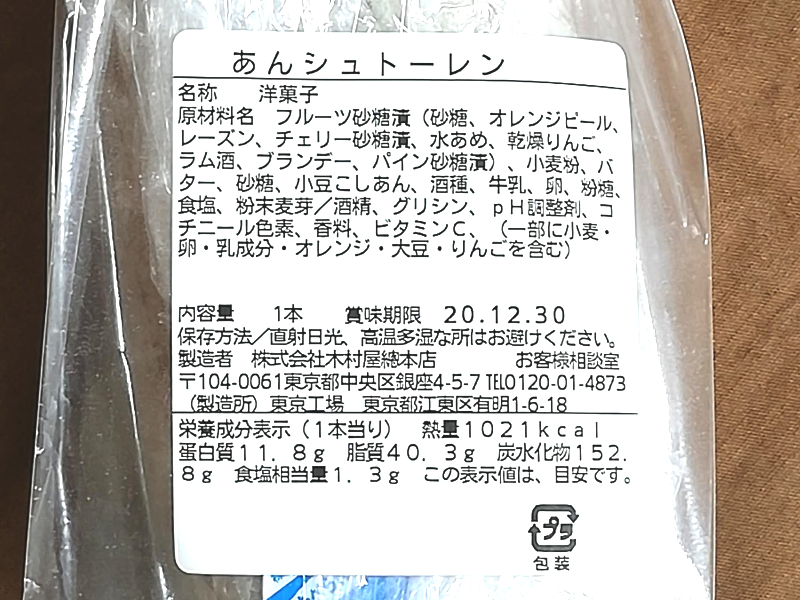 あんシュトーレン
名称　洋菓子
原材料名　フルーツ砂糖漬（砂糖、オレンジピール、
レーズン、チェリー砂糖漬、水あめ、乾燥りんご、
ラム酒、ブランデー、パイン砂糖漬）、小麦粉、バ
ター、砂糖、小豆こしあん、酒種、牛乳、卵、粉糖、
食塩、粉末麦芽／酒精、グリシン、ｐＨ調整剤、コ
チニール色素、香料、ビタミンＣ、（一部に小麦・
卵・乳成分・オレンジ・大豆・りんごを含む）
内容量　１本　賞味期限　20.12.30
保存方法／直射日光、高温多湿な所はお避けください。
製造者　株式会社木村屋總本店　お客様相談室
〒104-0061東京都中央区銀座4-5-7 TEL0120-01-4873
（製造所）東京工場　東京都江東区有明1-6-18
栄養成分表示（１本当り）　熱量１０２１ｋｃａｌ
蛋白質１１．８ｇ　脂質４０．３ｇ　炭水化物１５２．
８ｇ　食塩相当量１．３ｇ　この表示値は、目安です。
プラ
包装